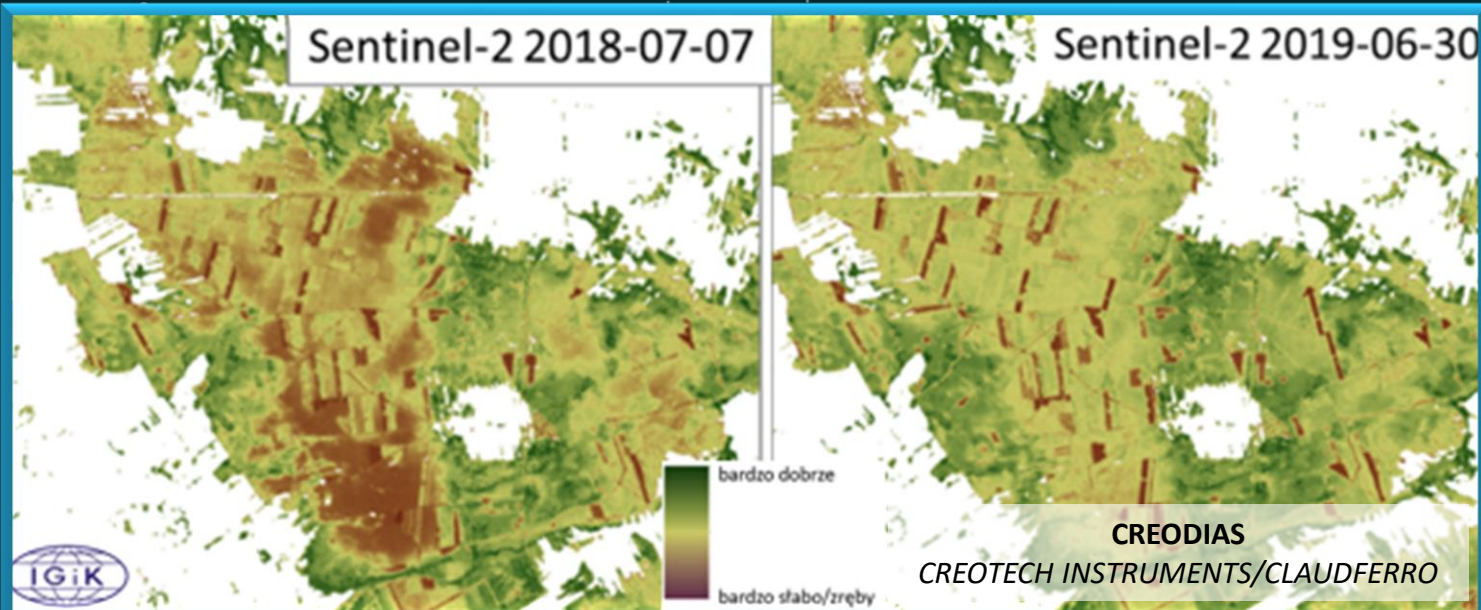 Sentinel-2 2018-07-07
Sentinel-2 2019-06-30
bardzo dobrze
bardzo słabo/zręby
IGiK
CREODIAS
CREOTECH INSTRUMENTS/CLAUDFERRO